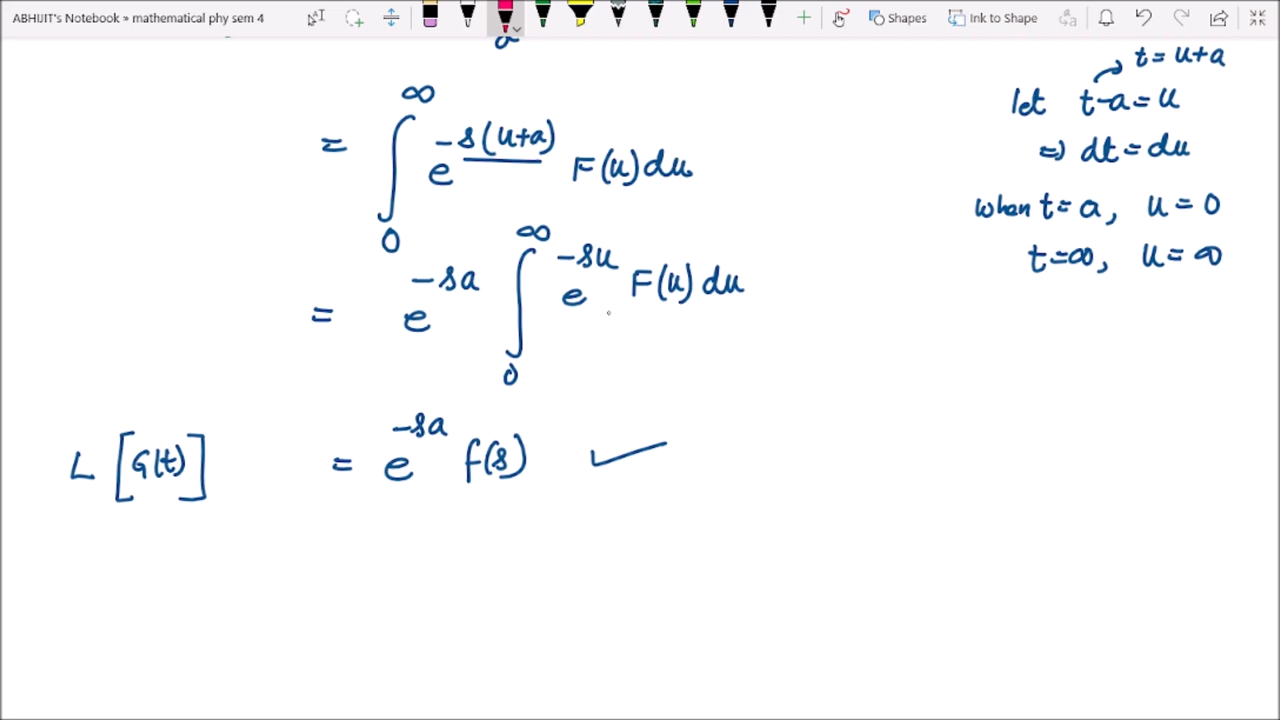 ABHIJIT's Notebook » mathematical phy sem 4
Shapes
Ink to Shape
a
= ∫₀^∞ e^{-s(u+a)} F(u) du
= e^{-sa} ∫₀^∞ e^{-su} F(u) du
L [G(t)] = e^{-sa} f(s) ✓
t = u+a
let t-a = u
⇒ dt = du
when t = a, u = 0
t = ∞, u = ∞